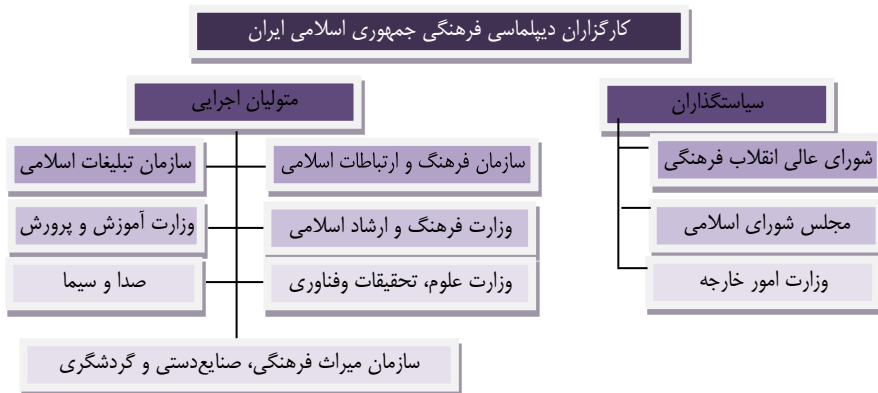 کارگزاران دیپلماسی فرهنگی جمهوری اسلامی ایران
سیاستگذاران
شورای عالی انقلاب فرهنگی
مجلس شورای اسلامی
وزارت امور خارجه
متولیان اجرایی
سازمان فرهنگ و ارتباطات اسلامی
سازمان تبلیغات اسلامی
وزارت فرهنگ و ارشاد اسلامی
وزارت آموزش و پرورش
وزارت علوم، تحقیقات وفناوری
صدا و سیما
سازمان میراث فرهنگی، صنایع‌دستی و گردشگری